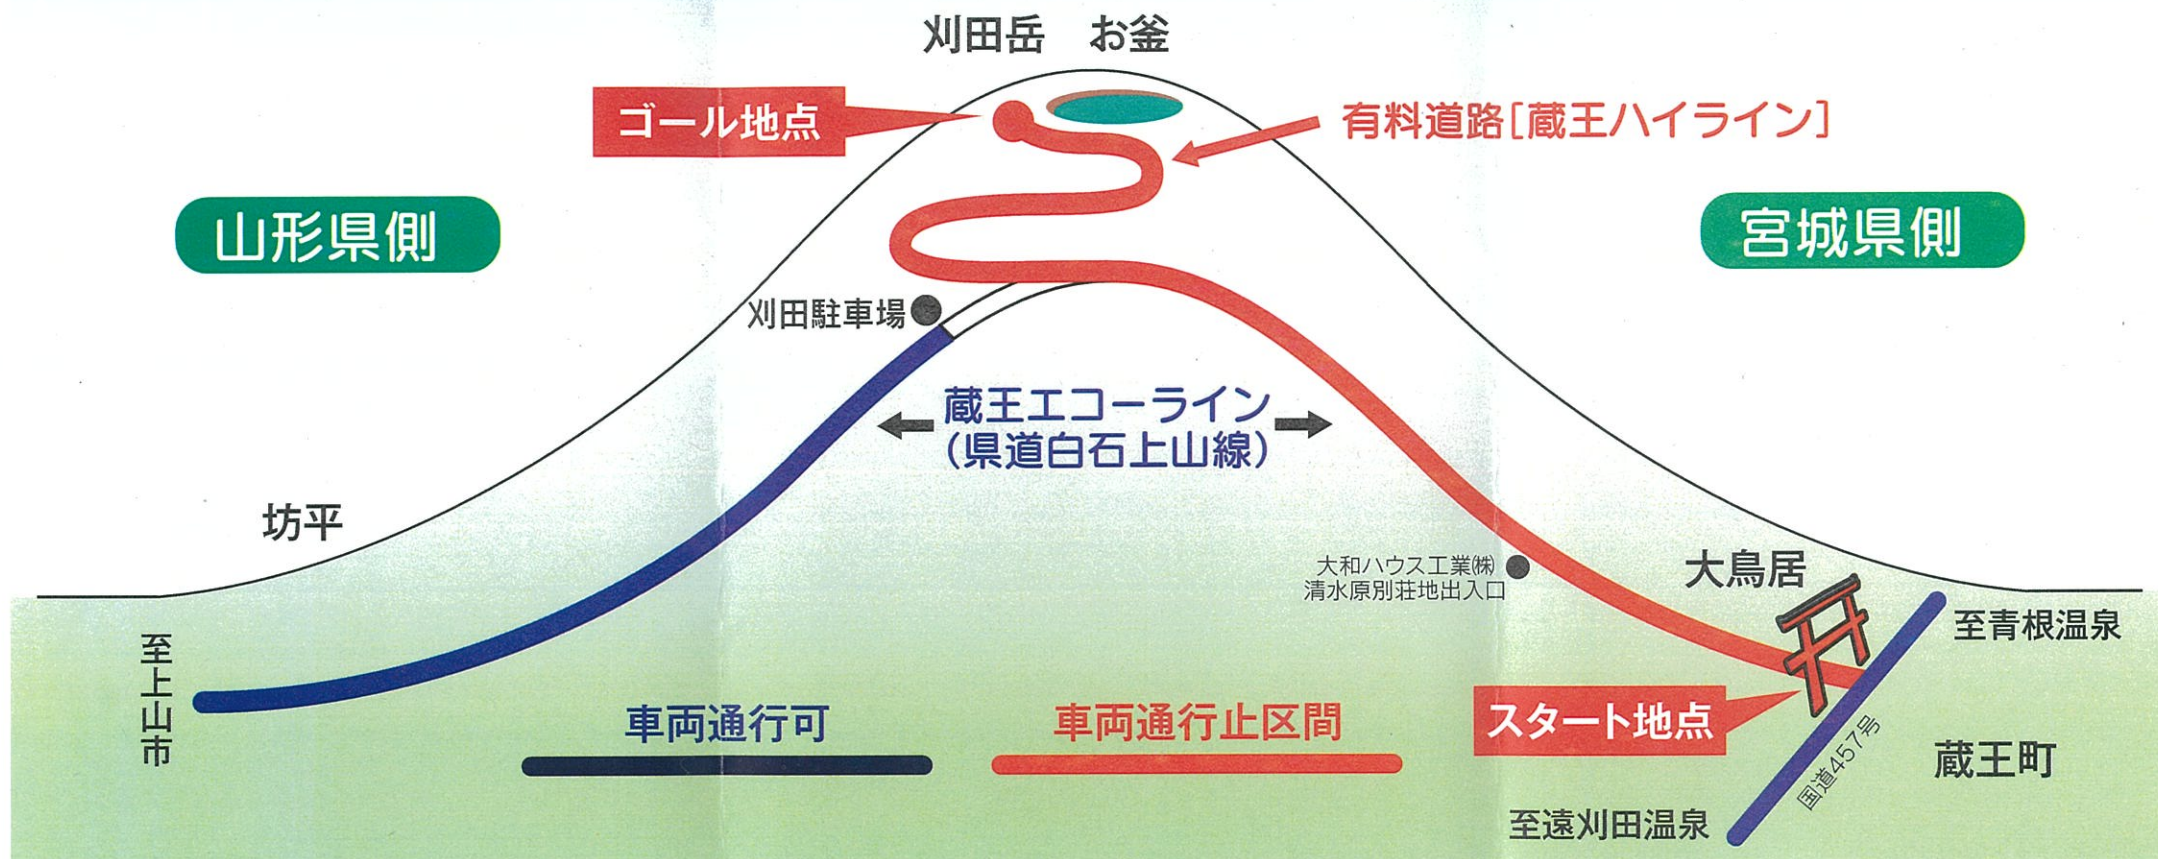 刈田岳 お釜
ゴール地点
有料道路[蔵王ハイライン]
山形県側
宮城県側
刈田駐車場
蔵王エコーライン
(県道白石上山線)
坊平
大和ハウス工業㈱
清水原別荘地出入口
大鳥居
至青根温泉
至上山市
車両通行可
車両通行止区間
スタート地点
国道457号
蔵王町
至遠刈田温泉